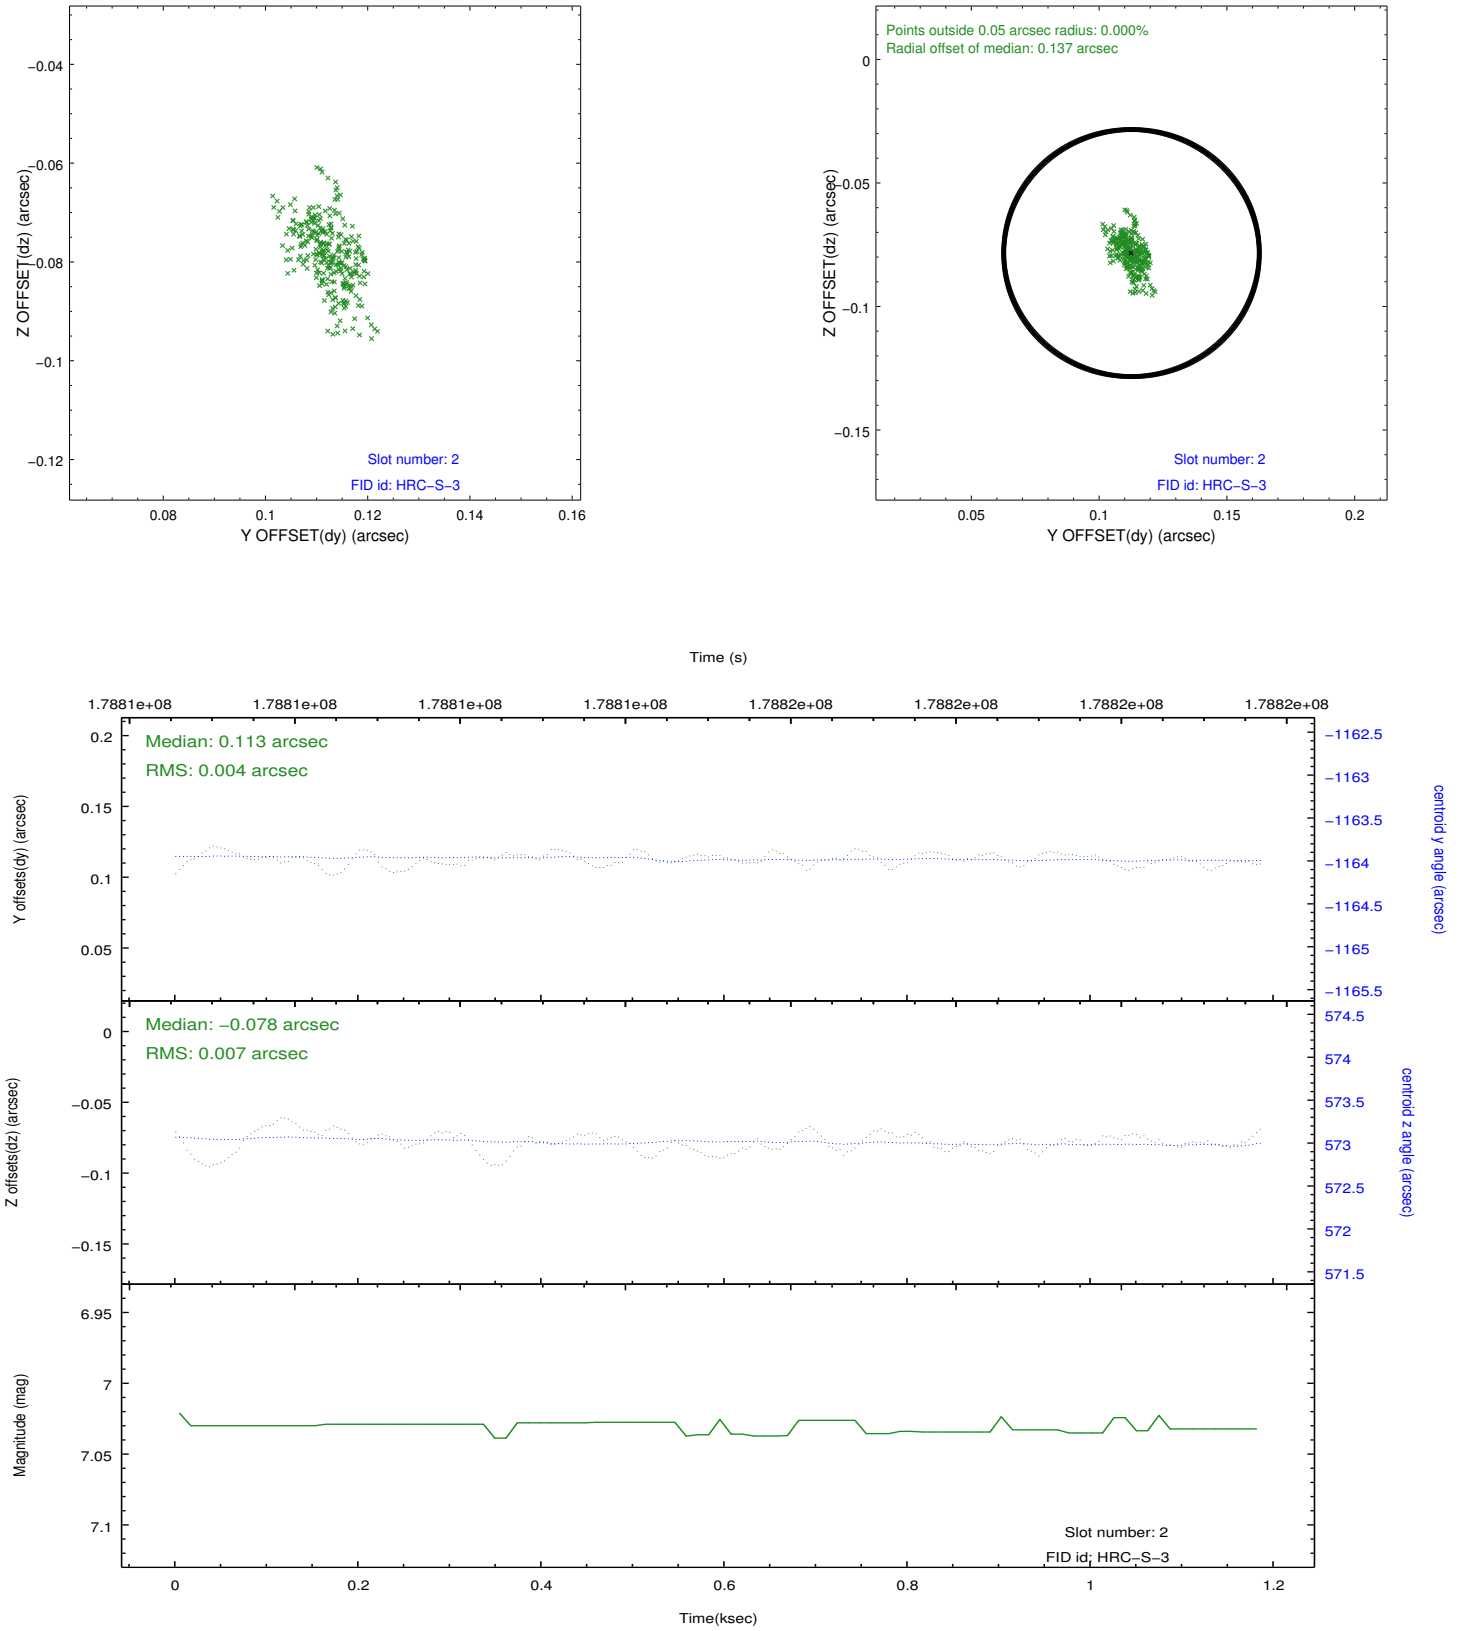 −0.04
−0.06
−0.08
−0.1
−0.12
Z OFFSET(dz) (arcsec)
Slot number: 2
FID id: HRC−S−3
0.08
0.1
0.12
0.14
0.16
Y OFFSET(dy) (arcsec)
Points outside 0.05 arcsec radius: 0.000%
Radial offset of median: 0.137 arcsec
0
−0.05
−0.1
−0.15
Z OFFSET(dz) (arcsec)
Slot number: 2
FID id: HRC−S−3
0.05
0.1
0.15
0.2
Y OFFSET(dy) (arcsec)
Time (s)
1.7881e+08
1.7881e+08
1.7881e+08
1.7881e+08
1.7882e+08
1.7882e+08
1.7882e+08
1.7882e+08
Median: 0.113 arcsec
RMS: 0.004 arcsec
0.2
0.15
0.1
0.05
Y offsets(dy) (arcsec)
−1162.5
−1163
−1163.5
−1164
−1164.5
−1165
−1165.5
centroid y angle (arcsec)
Median: −0.078 arcsec
RMS: 0.007 arcsec
0
−0.05
−0.1
−0.15
Z offsets(dz) (arcsec)
574.5
574
573.5
573
572.5
572
571.5
centroid z angle (arcsec)
6.95
7
7.05
7.1
Magnitude (mag)
Slot number: 2
FID id: HRC−S−3
0
0.2
0.4
0.6
0.8
1
1.2
Time(ksec)